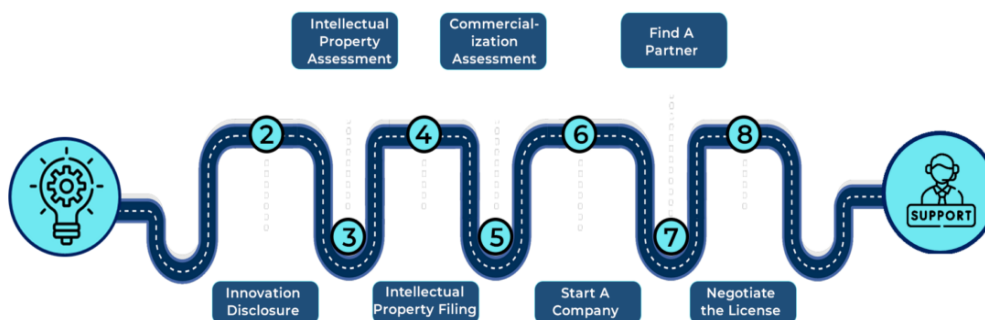 Intellectual
Property
Assessment
Commercial-
ization
Assessment
Find A
Partner
2
4
6
8
3
5
7
SUPPORT
Innovation
Disclosure
Intellectual
Property Filing
Start A
Company
Negotiate
the License